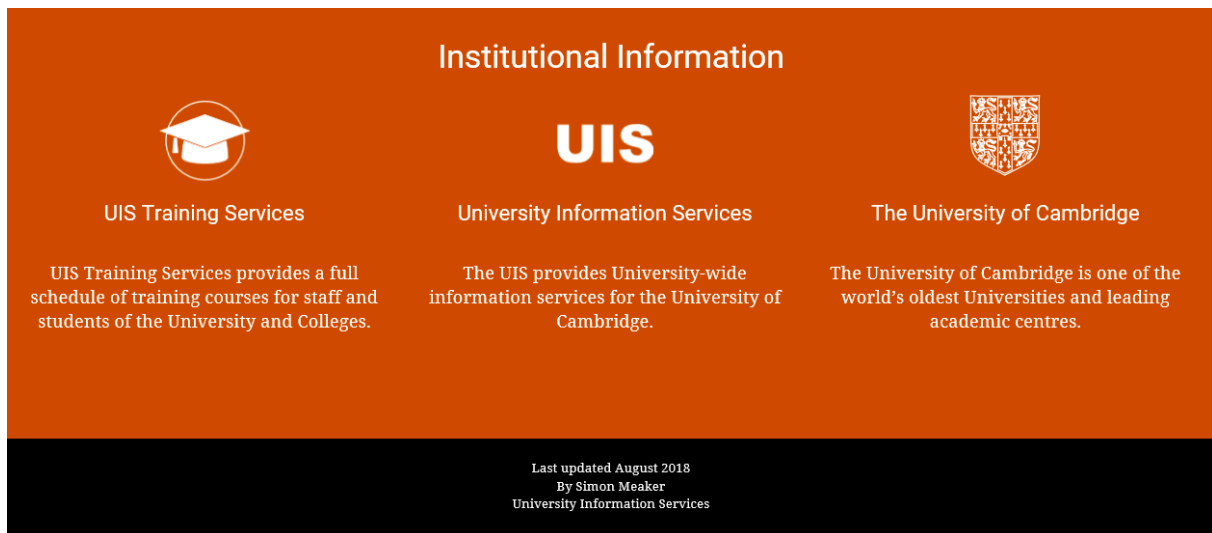 Institutional Information
UIS
UIS Training Services
University Information Services
The University of Cambridge
UIS Training Services provides a full
schedule of training courses for staff and
students of the University and Colleges.
The UIS provides University-wide
information services for the University of
Cambridge.
The University of Cambridge is one of the
world’s oldest Universities and leading
academic centres.
Last updated August 2018
By Simon Meaker
University Information Services